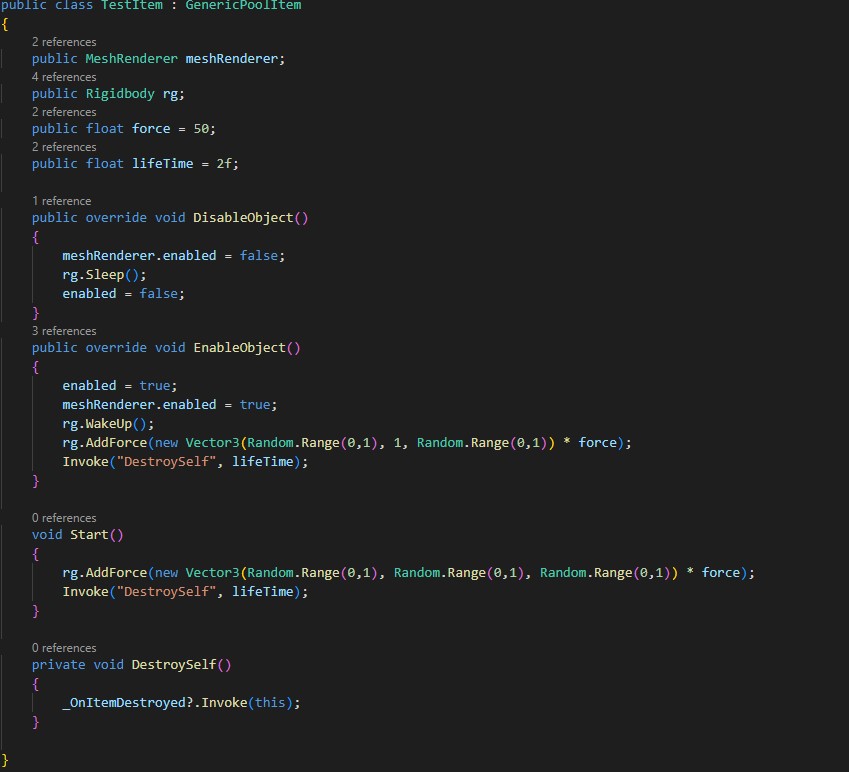 public class TestItem : GenericPoolItem
{
2 references
public MeshRenderer meshRenderer;
4 references
public Rigidbody rg;
2 references
public float force = 50;
2 references
public float lifeTime = 2f;
1 reference
public override void DisableObject()
{
meshRenderer.enabled = false;
rg.Sleep();
enabled = false;
}
3 references
public override void EnableObject()
{
enabled = true;
meshRenderer.enabled = true;
rg.WakeUp();
rg.AddForce(new Vector3(Random.Range(0,1), 1, Random.Range(0,1)) * force);
Invoke("DestroySelf", lifeTime);
}
0 references
void Start()
{
rg.AddForce(new Vector3(Random.Range(0,1), Random.Range(0,1), Random.Range(0,1)) * force);
Invoke("DestroySelf", lifeTime);
}
0 references
private void DestroySelf()
{
_OnItemDestroyed?.Invoke(this);
}
}